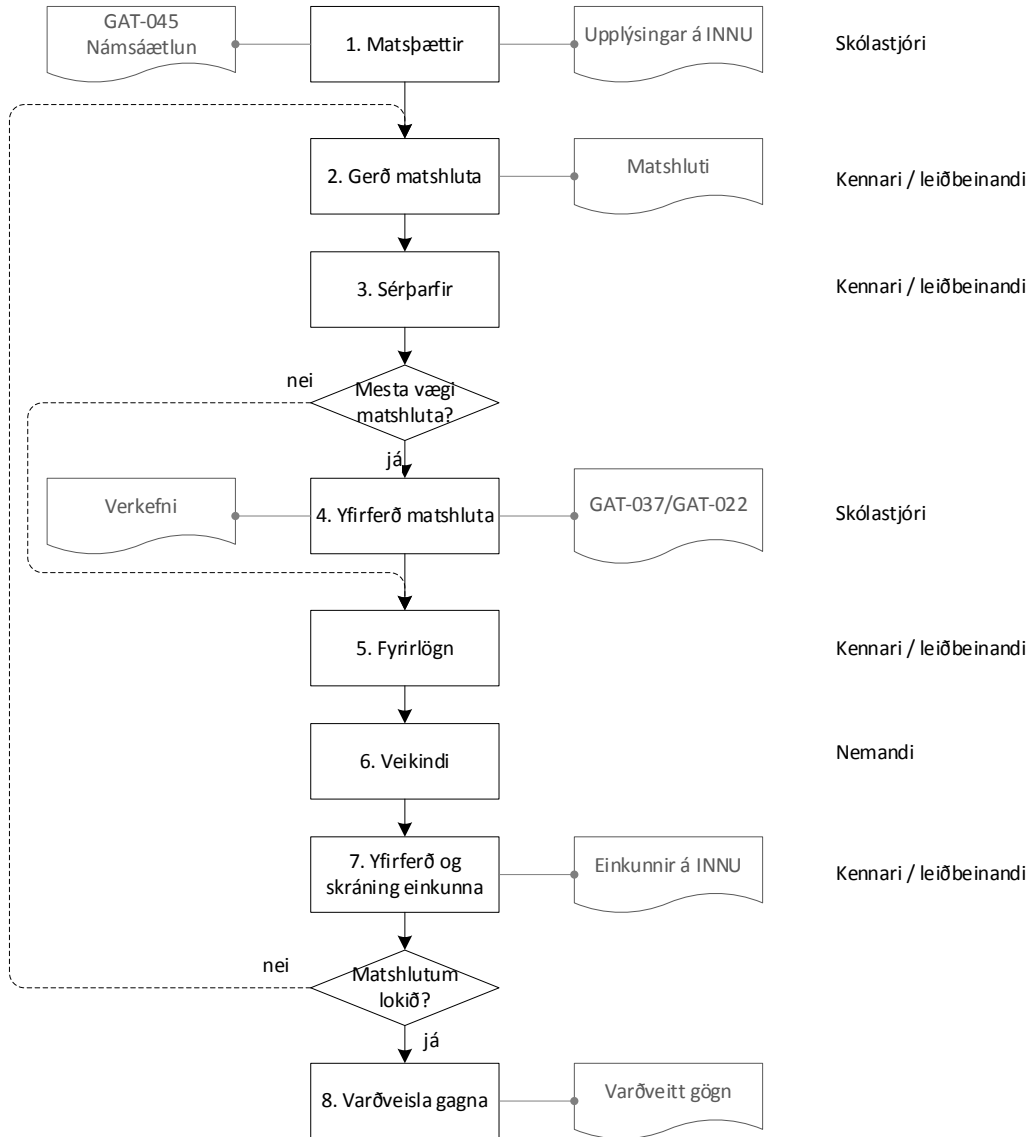 GAT-045
Námsáætlun
1. Matsþættir
Upplýsingar á INNU
Skólastjóri
2. Gerð matshluta
Matshluti
Kennari / leiðbeinandi
3. Sérþarfir
Kennari / leiðbeinandi
nei
Mesta vægi
matshluta?
já
Verkefni
4. Yfirferð matshluta
GAT-037/GAT-022
Skólastjóri
5. Fyrirlögn
Kennari / leiðbeinandi
6. Veikindi
Nemandi
7. Yfirferð og
skráning einkunna
Einkunnir á INNU
Kennari / leiðbeinandi
nei
Matshlutum
lokið?
já
8. Varðveisla gagna
Varðveitt gögn